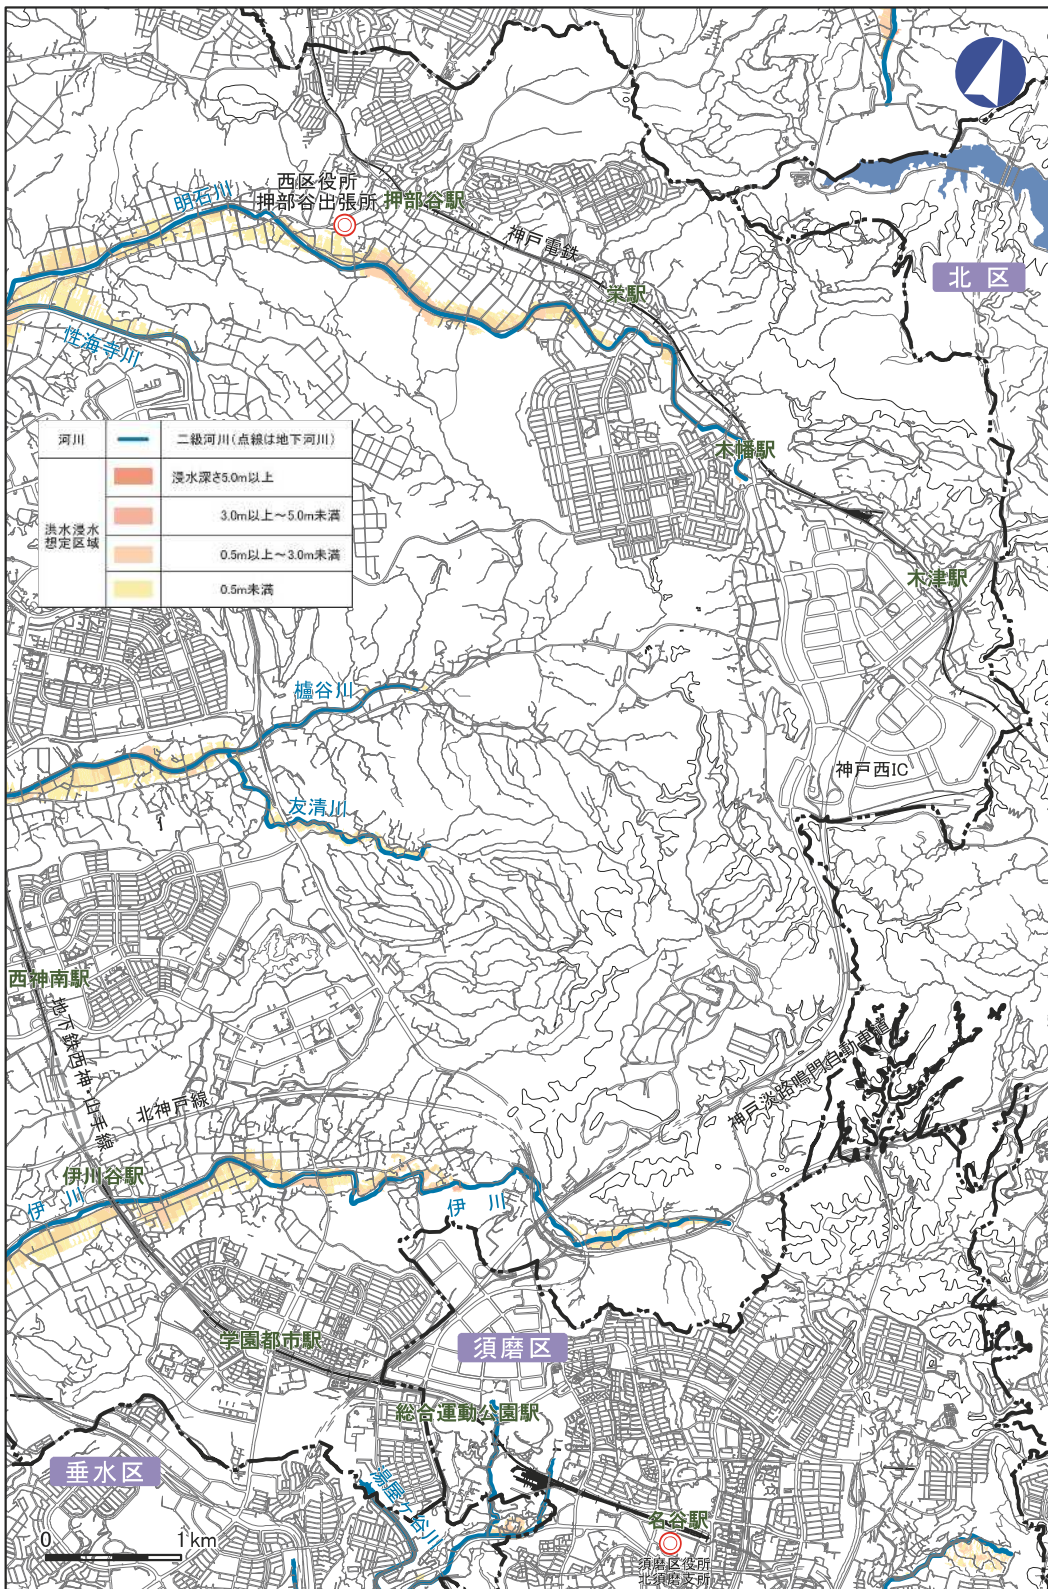 西区役所
押部谷出張所
押部谷駅
明石川
神戸電鉄
栄駅
北区
性海寺川
河川
二級河川(点線は地下河川)
洪水浸水
想定区域
浸水深さ5.0m以上
3.0m以上~5.0m未満
0.5m以上~3.0m未満
0.5m未満
木幡駅
木津駅
櫨谷川
神戸西IC
友清川
西神南駅
地下鉄西神・山手線
北神戸線
神戸淡路鳴門自動車道
伊川谷駅
伊川
伊川
学園都市駅
須磨区
総合運動公園駅
垂水区
湯屋ケ谷川
名谷駅
須磨区役所
北須磨支所
0 1km